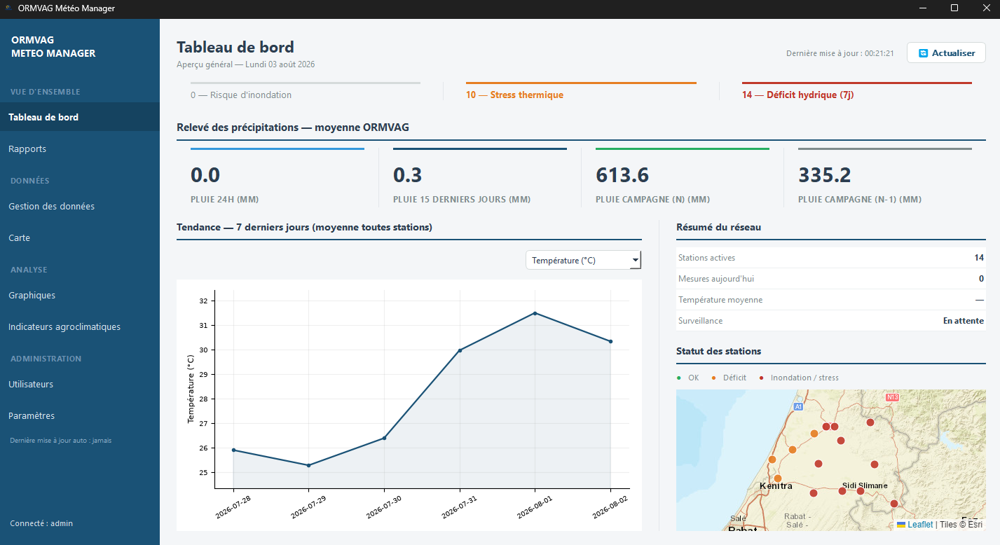 ORMVAG Météo Manager
ORMVAG
METEO MANAGER
VUE D'ENSEMBLE
Tableau de bord
Rapports
DONNÉES
Gestion des données
Carte
ANALYSE
Graphiques
Indicateurs agroclimatiques
ADMINISTRATION
Utilisateurs
Paramètres
Dernière mise à jour auto : jamais
Connecté : admin
Tableau de bord
Aperçu général — Lundi 03 août 2026
Dernière mise à jour : 00:21:21
Actualiser
0 — Risque d'inondation
10 — Stress thermique
14 — Déficit hydrique (7j)
Relevé des précipitations — moyenne ORMVAG
0.0
PLUIE 24H (MM)
0.3
PLUIE 15 DERNIERS JOURS (MM)
613.6
PLUIE CAMPAGNE (N) (MM)
335.2
PLUIE CAMPAGNE (N-1) (MM)
Tendance — 7 derniers jours (moyenne toutes stations)
Température (°C)
Température (°C)
32
31
30
29
28
27
26
25
2026-07-28
2026-07-29
2026-07-30
2026-07-31
2026-08-01
2026-08-02
Résumé du réseau
Stations actives 14
Mesures aujourd'hui 0
Température moyenne —
Surveillance En attente
Statut des stations
OK Déficit Inondation / stress
N13
A1
Kenitra
Sidi Slimane
Salé
Rabat -
Salé -
Rabat
Leaflet | Tiles © Esri